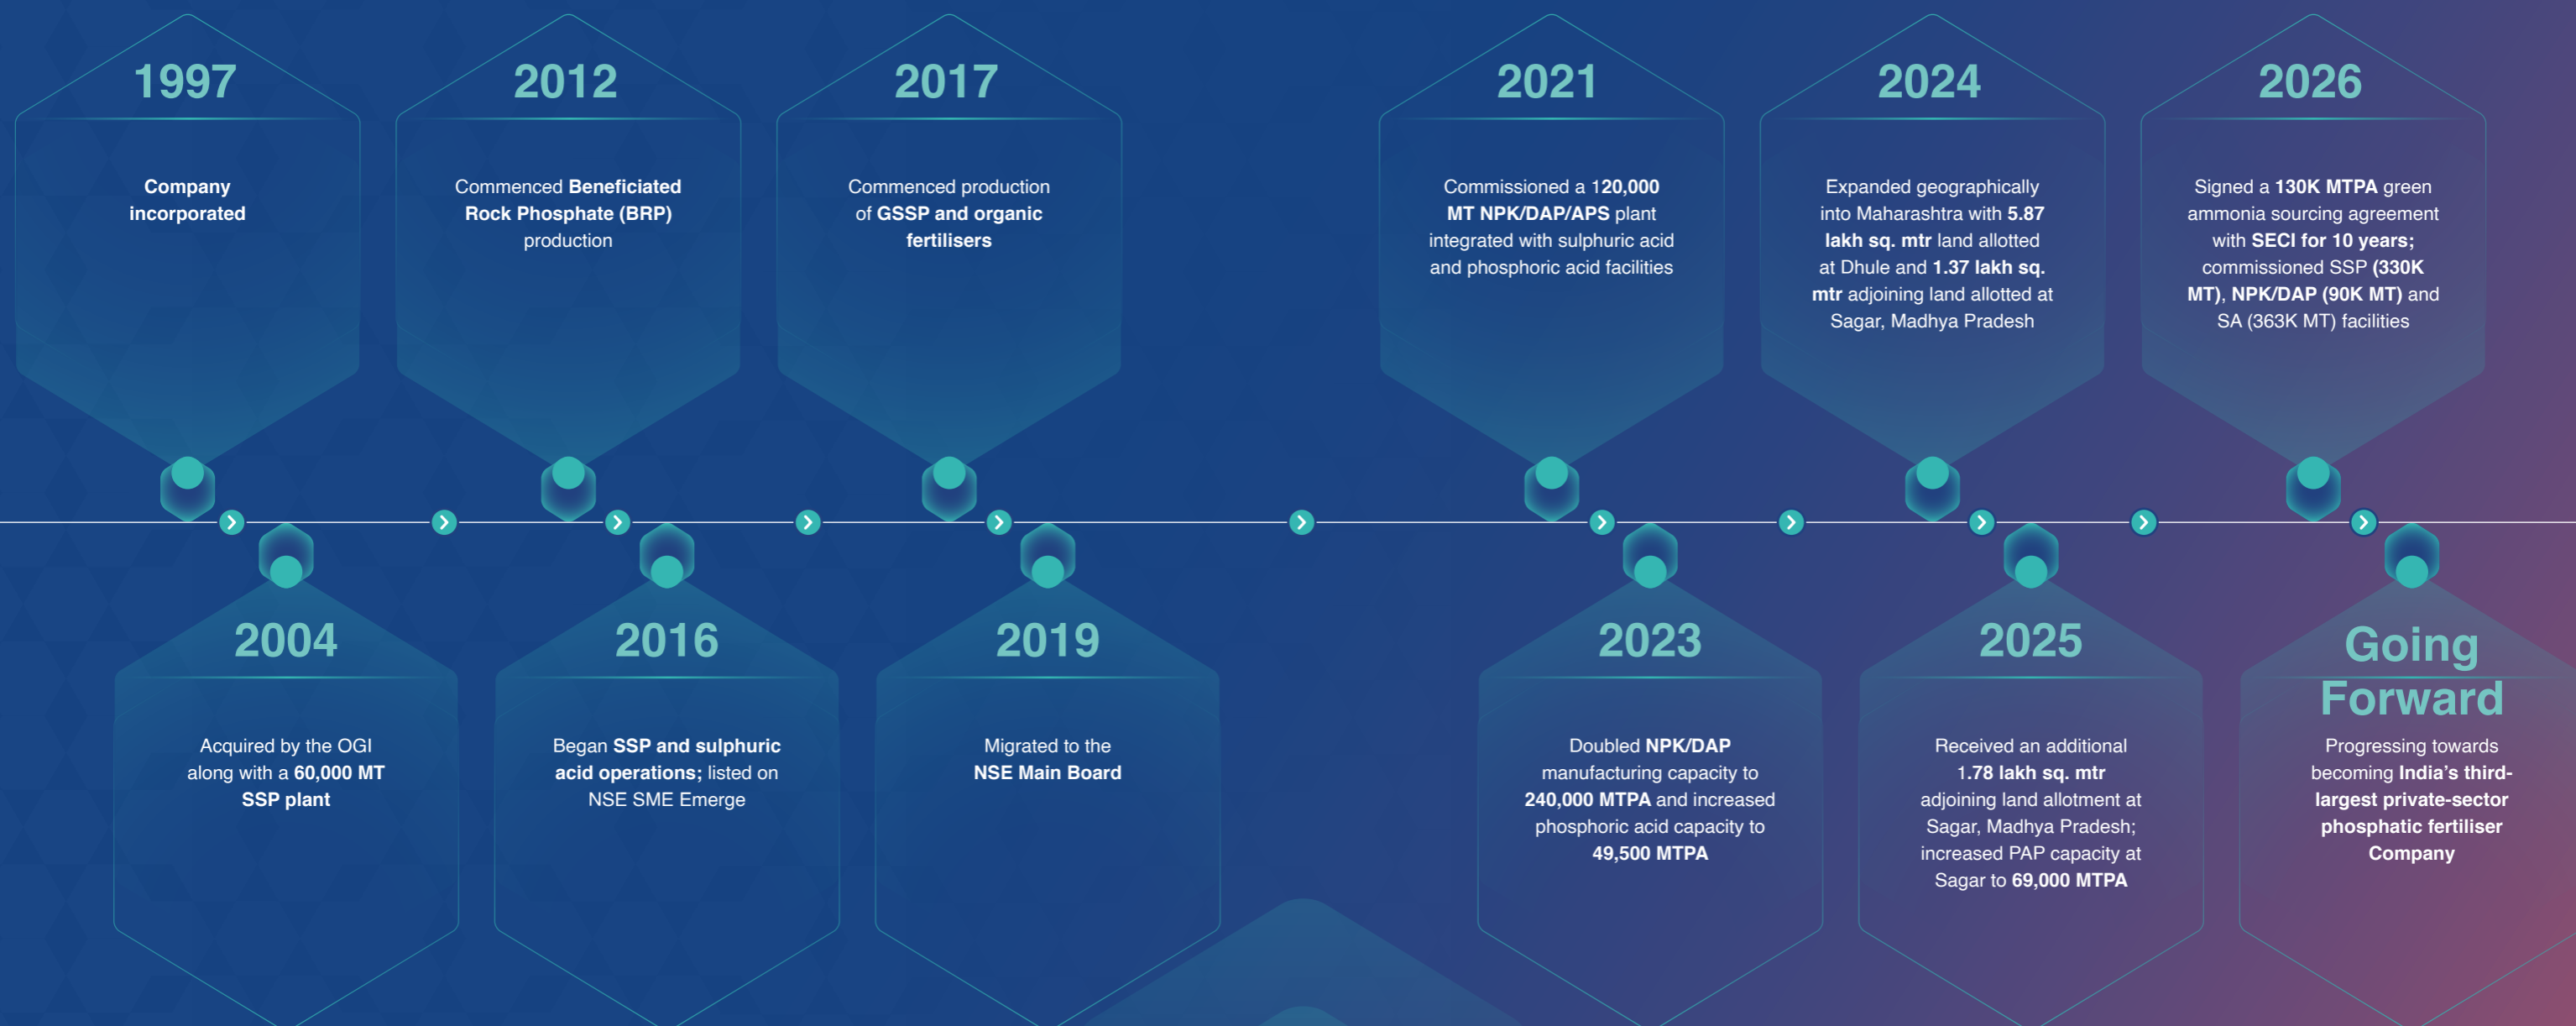 1997
Company
incorporated
2004
Acquired by the OGI
along with a 60,000 MT
SSP plant
2012
Commenced Beneficiated
Rock Phosphate (BRP)
production
2016
Began SSP and sulphuric
acid operations; listed on
NSE SME Emerge
2017
Commenced production
of GSSP and organic
fertilisers
2019
Migrated to the
NSE Main Board
2021
Commissioned a 120,000
MT NPK/DAP/APS plant
integrated with sulphuric acid
and phosphoric acid facilities
2023
Doubled NPK/DAP
manufacturing capacity to
240,000 MTPA and increased
phosphoric acid capacity to
49,500 MTPA
2024
Expanded geographically
into Maharashtra with 5.87
lakh sq. mtr land allotted
at Dhule and 1.37 lakh sq.
mtr adjoining land allotted at
Sagar, Madhya Pradesh
2025
Received an additional
1.78 lakh sq. mtr
adjoining land allotment at
Sagar, Madhya Pradesh;
increased PAP capacity at
Sagar to 69,000 MTPA
2026
Signed a 130K MTPA green
ammonia sourcing agreement
with SECI for 10 years;
commissioned SSP (330K
MT), NPK/DAP (90K MT) and
SA (363K MT) facilities
Going
Forward
Progressing towards
becoming India’s third-
largest private-sector
phosphatic fertiliser
Company